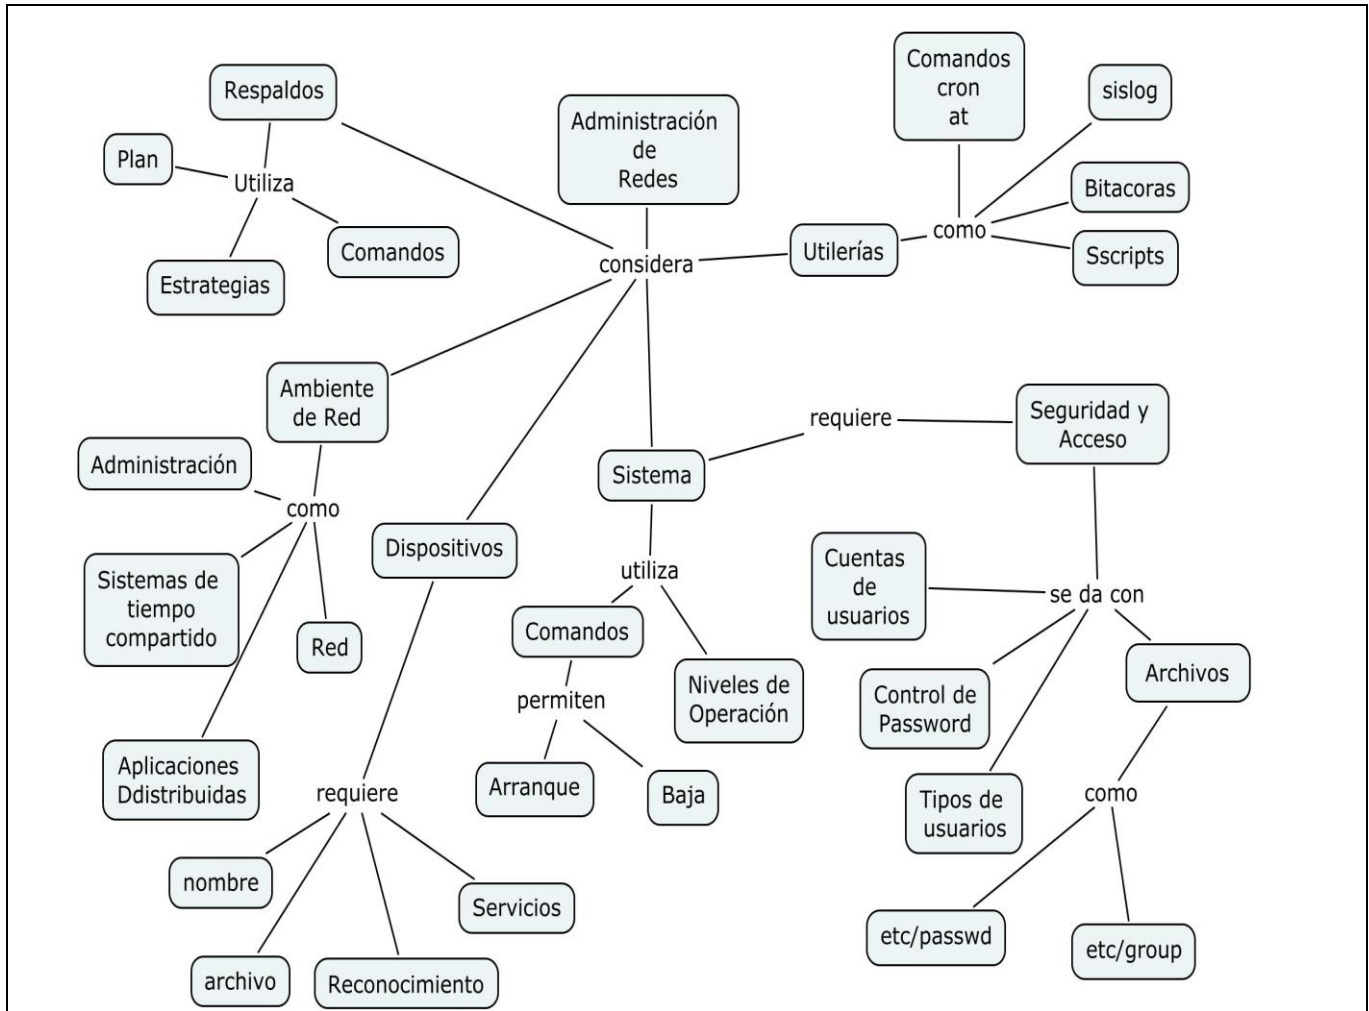 Comandos
cron
at
sislog
Respaldos
Administración
de
Redes
Plan
Utiliza
Bitacoras
Comandos
Estrategias
considera
Utilerías
como
Sscripts
Ambiente
de Red
requiere
Seguridad y
Acceso
Administración
Sistema
como
Dispositivos
utiliza
Cuentas
de
usuarios
se da con
Sistemas de
tiempo
compartido
Red
Comandos
Archivos
permiten
Niveles de
Operación
Control de
Password
Aplicaciones
Ddistribuidas
Arranque
Baja
requiere
Tipos de
usuarios
como
nombre
Servicios
etc/passwd
etc/group
archivo
Reconocimiento